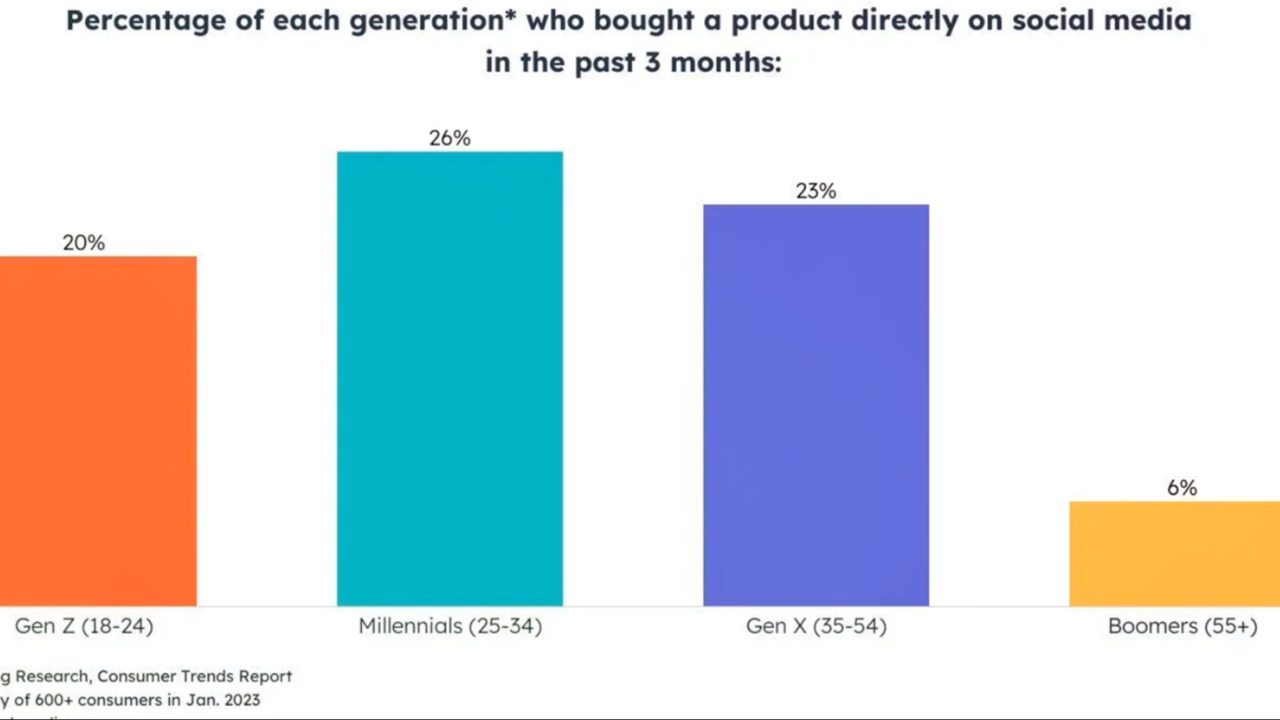 Percentage of each generation* who bought a product directly on social media
in the past 3 months:
26%
23%
20%
6%
Gen Z (18-24) Millennials (25-34) Gen X (35-54) Boomers (55+)
g Research, Consumer Trends Report
y of 600+ consumers in Jan. 2023